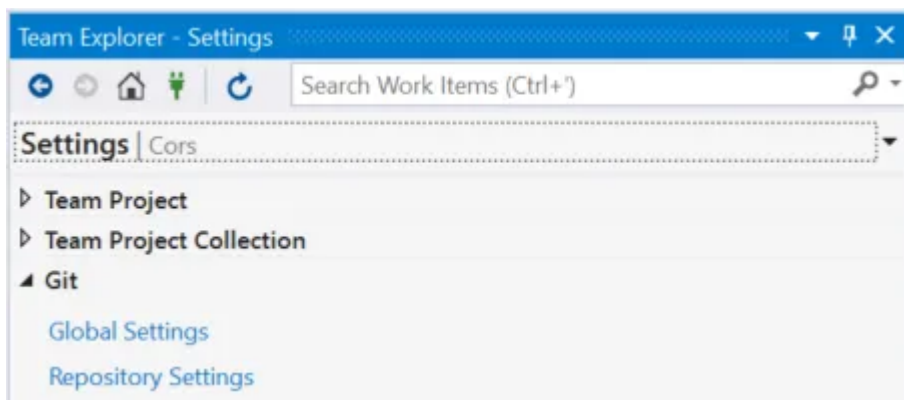 Team Explorer - Settings
Search Work Items (Ctrl+')
Settings | Cors
Team Project
Team Project Collection
Git
Global Settings
Repository Settings